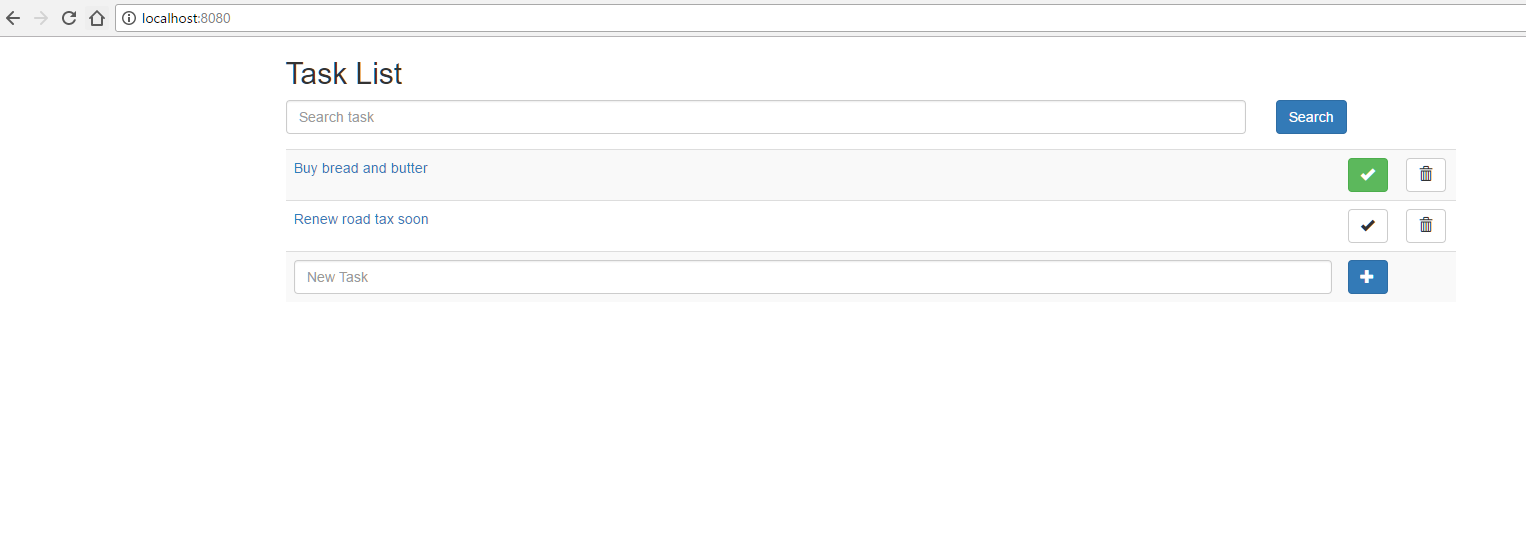 localhost:8080
Task List
Search task
Search
Buy bread and butter
Renew road tax soon
New Task